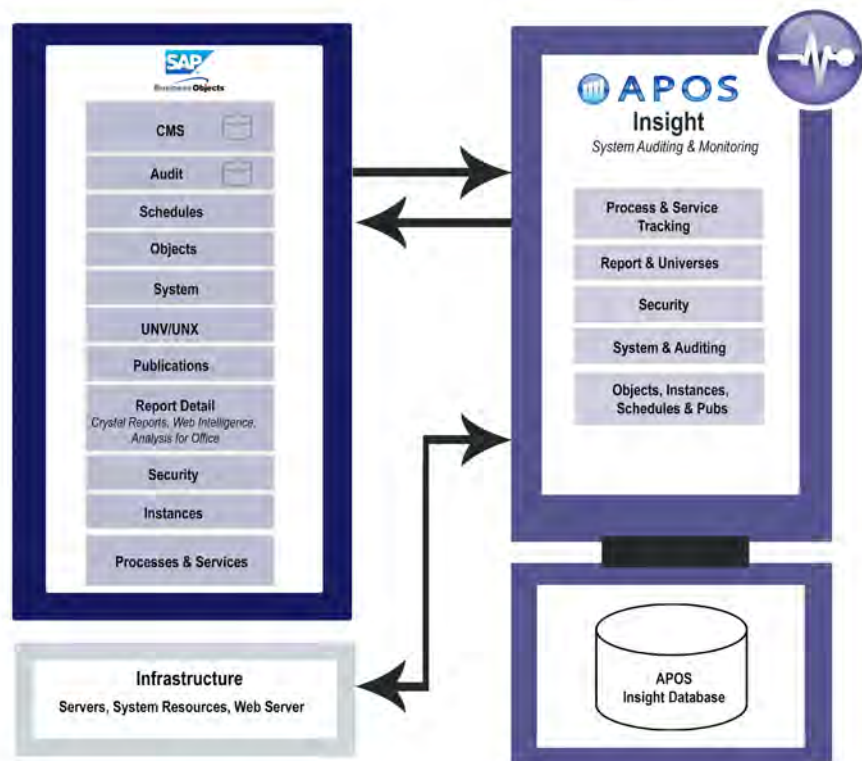 SAP
BusinessObjects
CMS
Audit
Schedules
Objects
System
UNV/UNX
Publications
Report Detail
Crystal Reports, Web Intelligence,
Analysis for Office
Security
Instances
Processes & Services
Infrastructure
Servers, System Resources, Web Server
APOS
Insight
System Auditing & Monitoring
Process & Service
Tracking
Report & Universes
Security
System & Auditing
Objects, Instances,
Schedules & Pubs
APOS
Insight Database